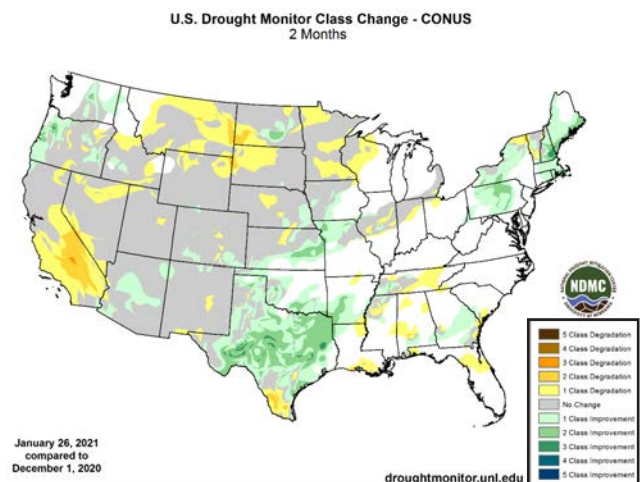 U.S. Drought Monitor Class Change - CONUS
2 Months
NDMC
5 Class Degradation
4 Class Degradation
3 Class Degradation
2 Class Degradation
1 Class Degradation
No Change
1 Class Improvement
2 Class Improvement
3 Class Improvement
4 Class Improvement
5 Class Improvement
January 26, 2021
compared to
December 1, 2020
droughtmonitor.unl.edu